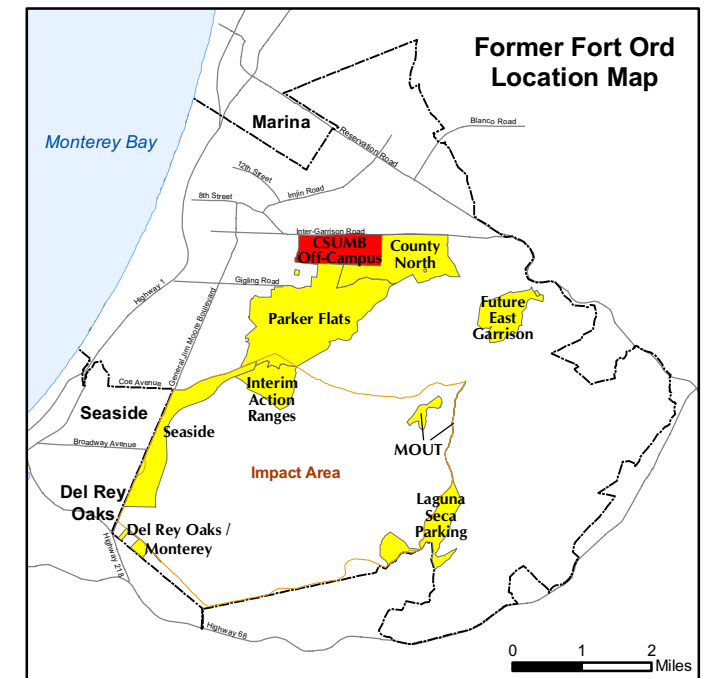 Former Fort Ord
Location Map
Marina
Blanco Road
Monterey Bay
Reservation Road
12th Street
Imjin Road
8th Street
Inter-Garrison Road
CSUMB
Off-Campus
County
North
Gigling Road
Highway 1
General Jim Moore Boulevard
Future
East
Garrison
Parker Flats
Coe Avenue
Interim
Action
Ranges
Seaside
Seaside
Broadway Avenue
MOUT
Impact Area
Del Rey
Oaks
Laguna
Seca
Parking
Del Rey Oaks /
Monterey
Highway 218
Highway 68
0 1 2
Miles